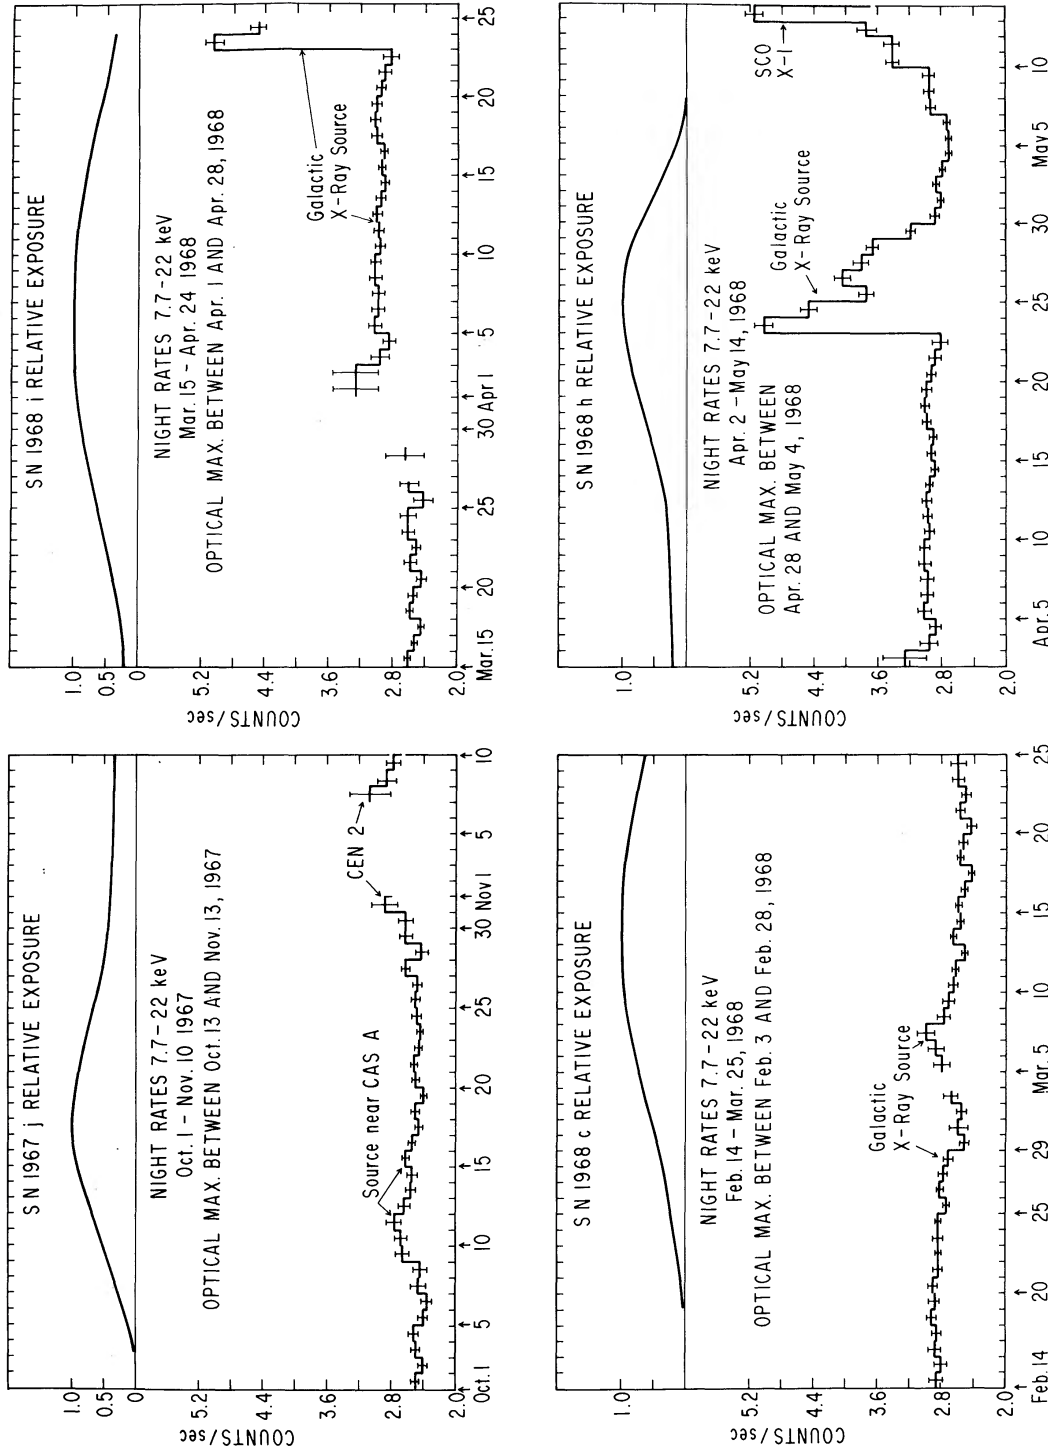 SN 1967 j RELATIVE EXPOSURE
1.0
0
NIGHT RATES 7.7-22 keV
Oct. 1 - Nov. 10 1967
OPTICAL MAX. BETWEEN Oct. 13 AND Nov. 13, 1967
COUNTS/sec
5.2
4.4
3.6
2.8
2.0
Source near CAS A
CEN 2
Oct. 1 5 10 15 20 25 30 Nov 1 5 10
SN 1968 i RELATIVE EXPOSURE
1.0
0.5
0
NIGHT RATES 7.7-22 keV
Mar. 15 - Apr. 24 1968
OPTICAL MAX. BETWEEN Apr. 1 AND Apr. 28, 1968
COUNTS/sec
5.2
4.4
3.6
2.8
2.0
Galactic
X-Ray Source
Mar. 15 20 25 30 Apr 1 5 10 15 20 25
SN 1968 c RELATIVE EXPOSURE
1.0
NIGHT RATES 7.7-22 keV
Feb. 14 - Mar. 25, 1968
OPTICAL MAX. BETWEEN Feb. 3 AND Feb. 28, 1968
COUNTS/sec
5.2
4.4
3.6
2.8
2.0
Galactic
X-Ray Source
Feb. 14 20 25 29 Mar. 5 10 15 20 25
SN 1968 h RELATIVE EXPOSURE
1.0
NIGHT RATES 7.7-22 keV
Apr. 2 - May 14, 1968
OPTICAL MAX. BETWEEN
Apr. 28 AND May 4, 1968
COUNTS/sec
5.2
4.4
3.6
2.8
2.0
Galactic
X-Ray Source
SCO
X-1
Apr. 5 10 15 20 25 30 May 5 10